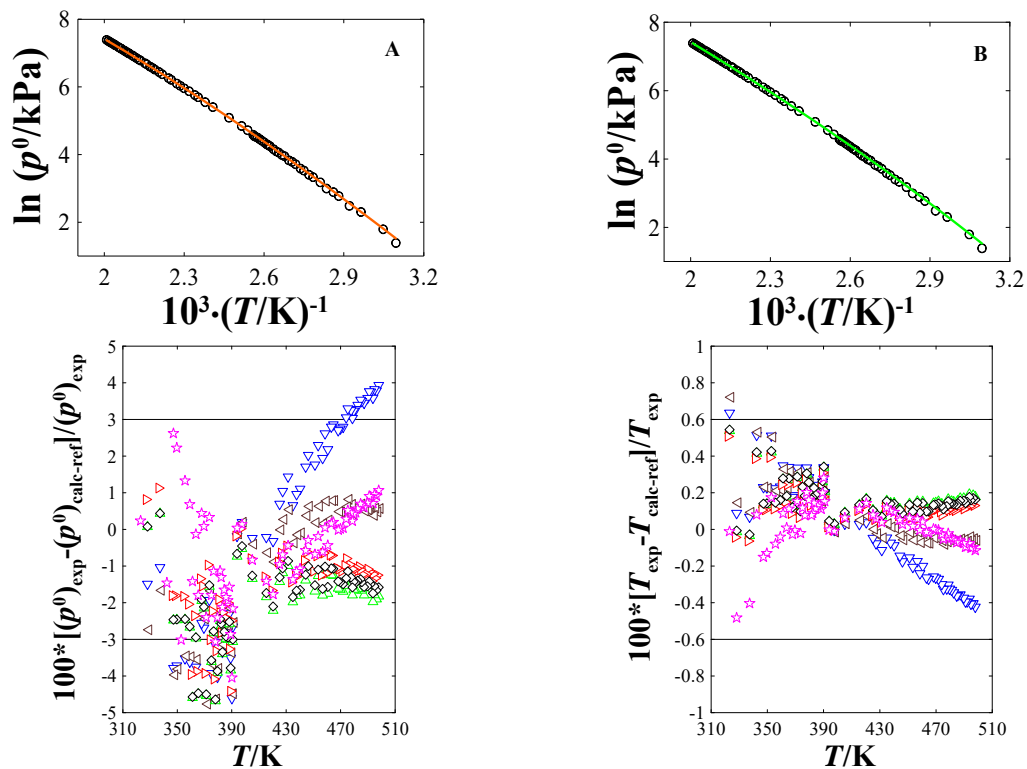 A
ln (p⁰/kPa)
8
6
4
2
2 2.3 2.6 2.9 3.2
10³·(T/K)⁻¹
B
ln (p⁰/kPa)
8
6
4
2
2 2.3 2.6 2.9 3.2
10³·(T/K)⁻¹
100*[(p⁰)exp-(p⁰)calc-ref]/(p⁰)exp
5
4
3
2
1
0
-1
-2
-3
-4
-5
310 350 390 430 470 510
T/K
100*[Texp-Tcalc-ref]/Texp
1
0.8
0.6
0.4
0.2
0
-0.2
-0.4
-0.6
-0.8
-1
310 350 390 430 470 510
T/K